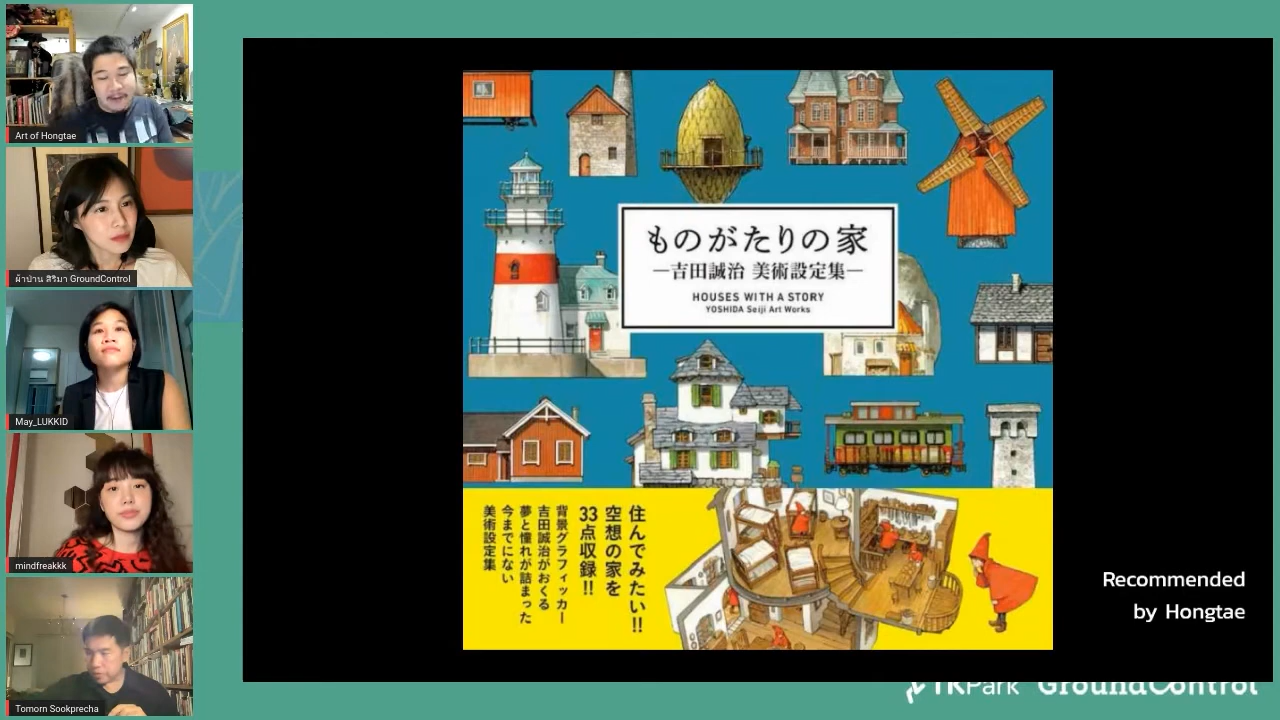 Art of Hongtae
ผ้าป่าน สิริมา GroundControl
May_LUKKID
mindfreakkk
Tomorn Sookprecha
ものがたりの家
―吉田誠治 美術設定集―
HOUSES WITH A STORY
YOSHIDA Seiji Art Works
住んでみたい!!
空想の家を
33点収録!!
背景グラフィッカー
吉田誠治がおくる
夢と憧れが詰まった
今までにない
美術設定集
Recommended
by Hongtae
TKPark GroundControl